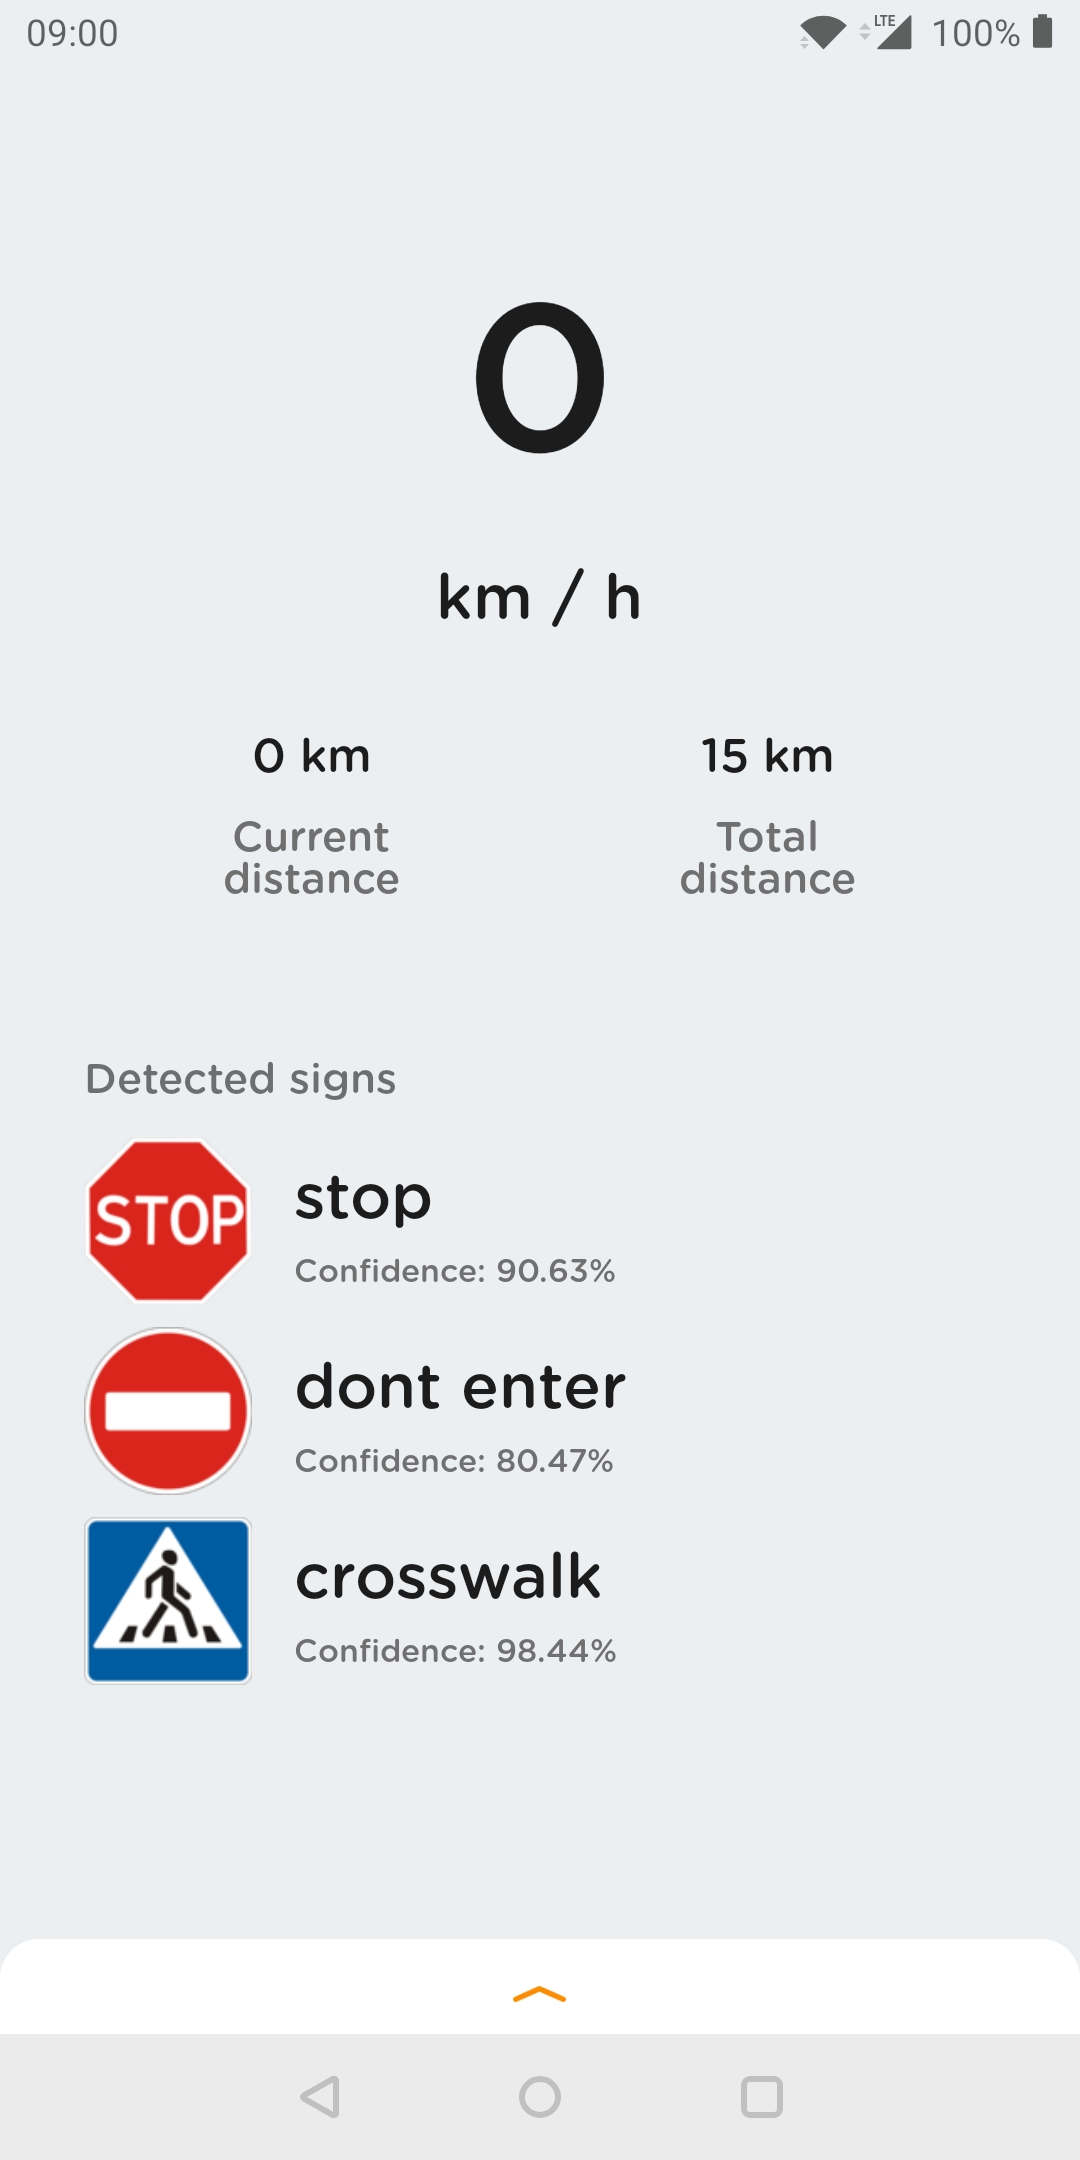 09:00 LTE 100%
0
km / h
0 km 15 km
Current Total
distance distance
Detected signs
STOP stop
Confidence: 90.63%
dont enter
Confidence: 80.47%
crosswalk
Confidence: 98.44%